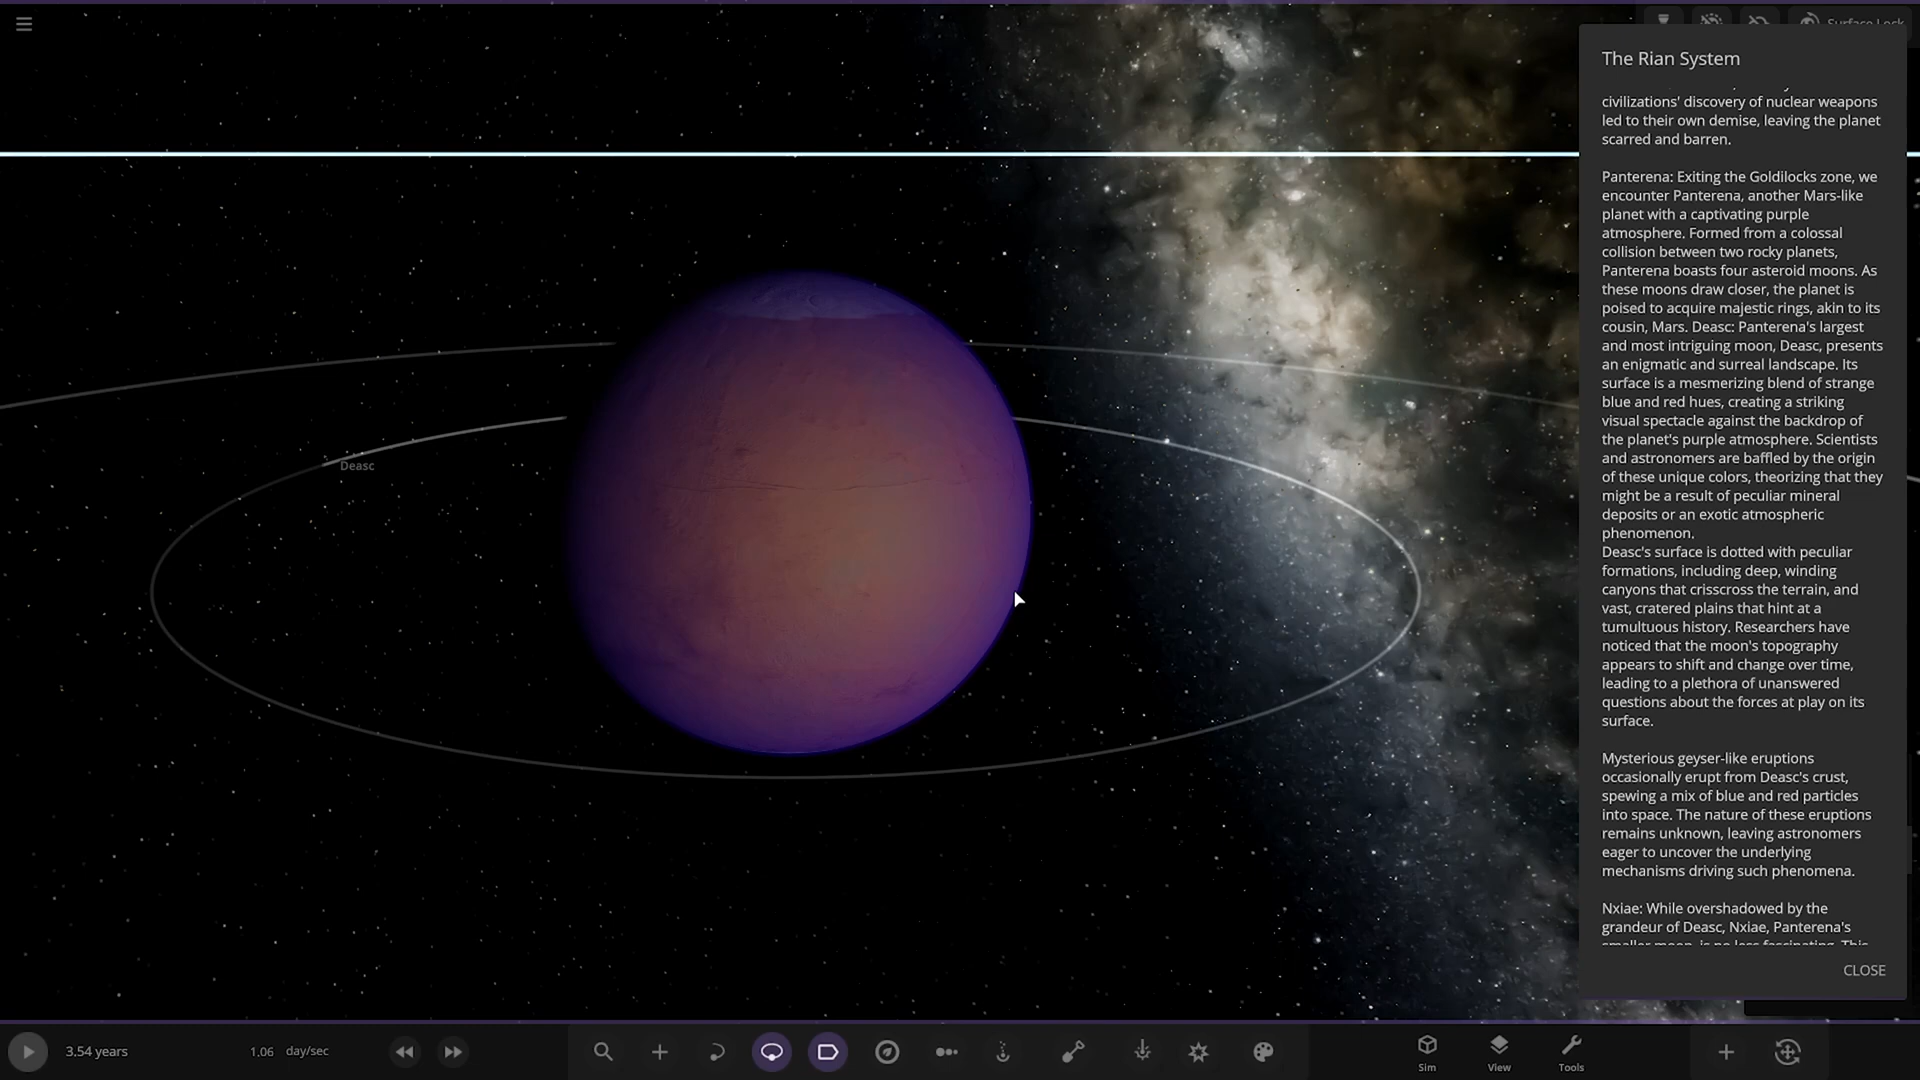 Surface Lock
The Rian System
civilizations' discovery of nuclear weapons
led to their own demise, leaving the planet
scarred and barren.
Panterena: Exiting the Goldilocks zone, we
encounter Panterena, another Mars-like
planet with a captivating purple
atmosphere. Formed from a colossal
collision between two rocky planets,
Panterena boasts four asteroid moons. As
these moons draw closer, the planet is
poised to acquire majestic rings, akin to its
cousin, Mars. Deasc: Panterena's largest
and most intriguing moon, Deasc, presents
an enigmatic and surreal landscape. Its
surface is a mesmerizing blend of strange
blue and red hues, creating a striking
visual spectacle against the backdrop of
the planet's purple atmosphere. Scientists
and astronomers are baffled by the origin
of these unique colors, theorizing that they
might be a result of peculiar mineral
deposits or an exotic atmospheric
phenomenon.
Deasc's surface is dotted with peculiar
formations, including deep, winding
canyons that crisscross the terrain, and
vast, cratered plains that hint at a
tumultuous history. Researchers have
noticed that the moon's topography
appears to shift and change over time,
leading to a plethora of unanswered
questions about the forces at play on its
surface.
Mysterious geyser-like eruptions
occasionally erupt from Deasc's crust,
spewing a mix of blue and red particles
into space. The nature of these eruptions
remains unknown, leaving astronomers
eager to uncover the underlying
mechanisms driving such phenomena.
Nxiae: While overshadowed by the
grandeur of Deasc, Nxiae, Panterena's
smaller moon, is no less fascinating. This
CLOSE
Deasc
3.54 years
1.06 day/sec
Sim
View
Tools